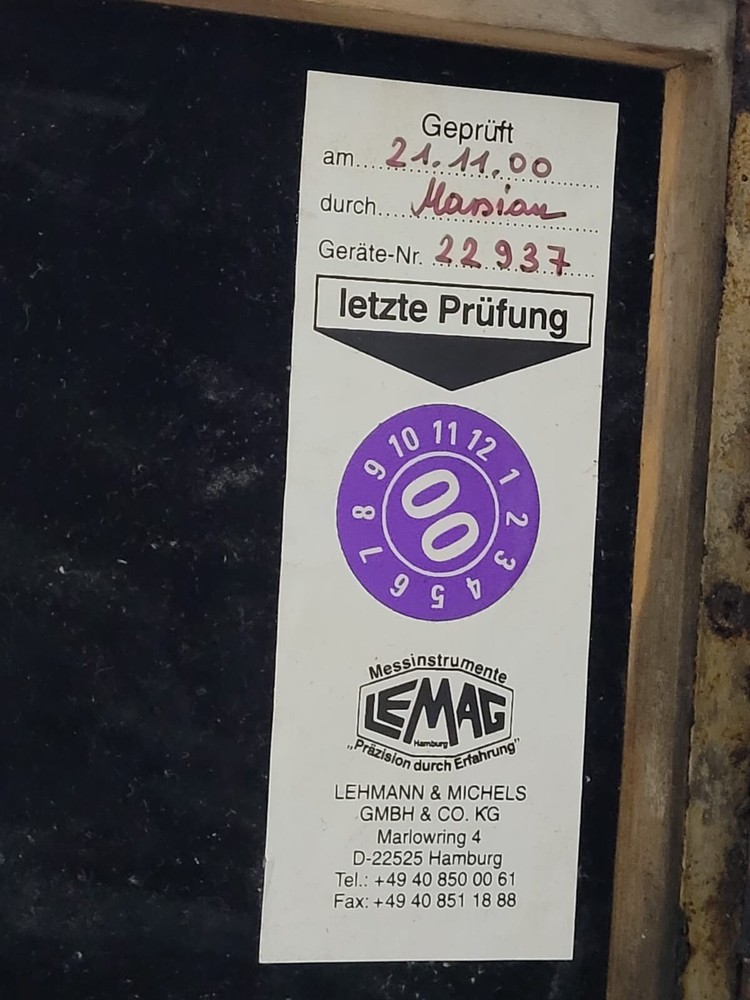 Geprüft
am....21.11.00
durch....
Geräte-Nr. 22 937
letzte Prüfung
10 11 12 1 2 3 4 5 6 7 8 9
00
Messinstrumente
LEMAG
Hamburg
„Präzision durch Erfahrung"
LEHMANN & MICHELS
GMBH & CO. KG
Marlowring 4
D-22525 Hamburg
Tel.: +49 40 850 00 61
Fax: +49 40 851 18 88